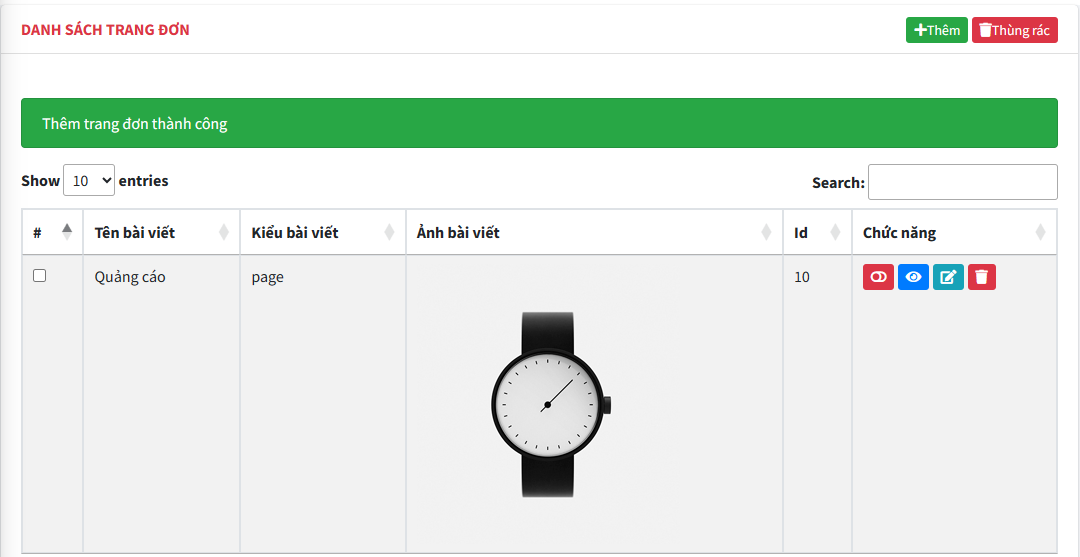 DANH SÁCH TRANG ĐƠN
Thêm Thùng rác
Thêm trang đơn thành công
Show 10 entries
Search:
# Tên bài viết Kiểu bài viết Ảnh bài viết Id Chức năng
Quảng cáo page 10